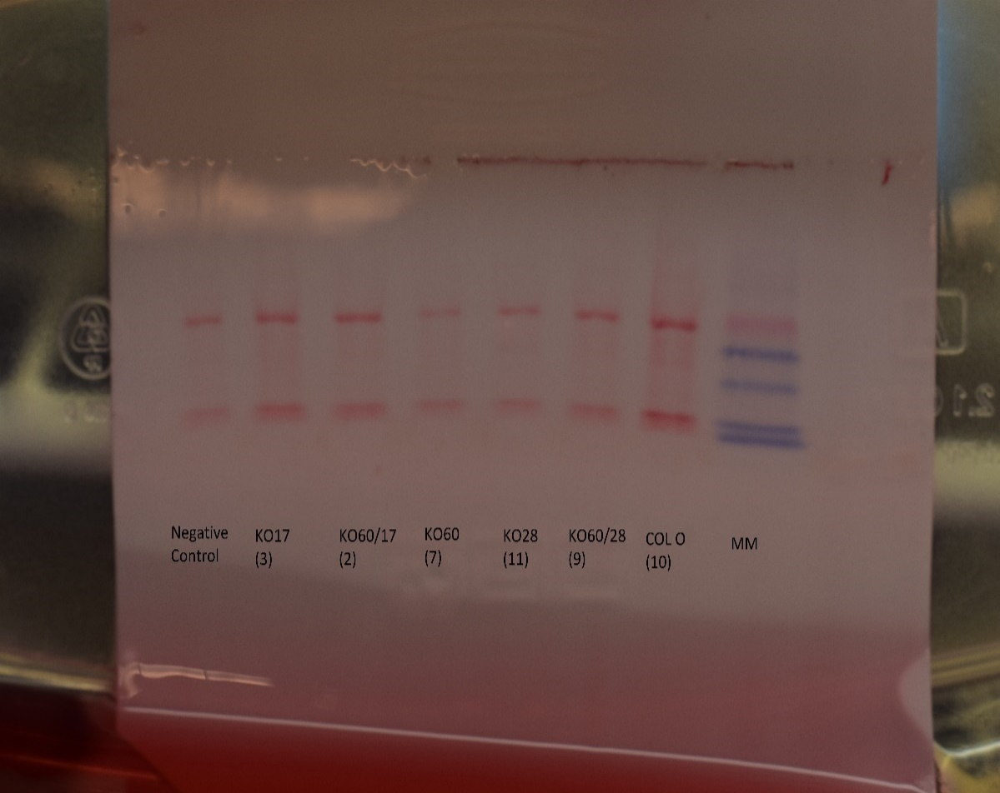 Negative
Control
KO17
(3)
KO60/17
(2)
KO60
(7)
KO28
(11)
KO60/28
(9)
COL O
(10)
MM